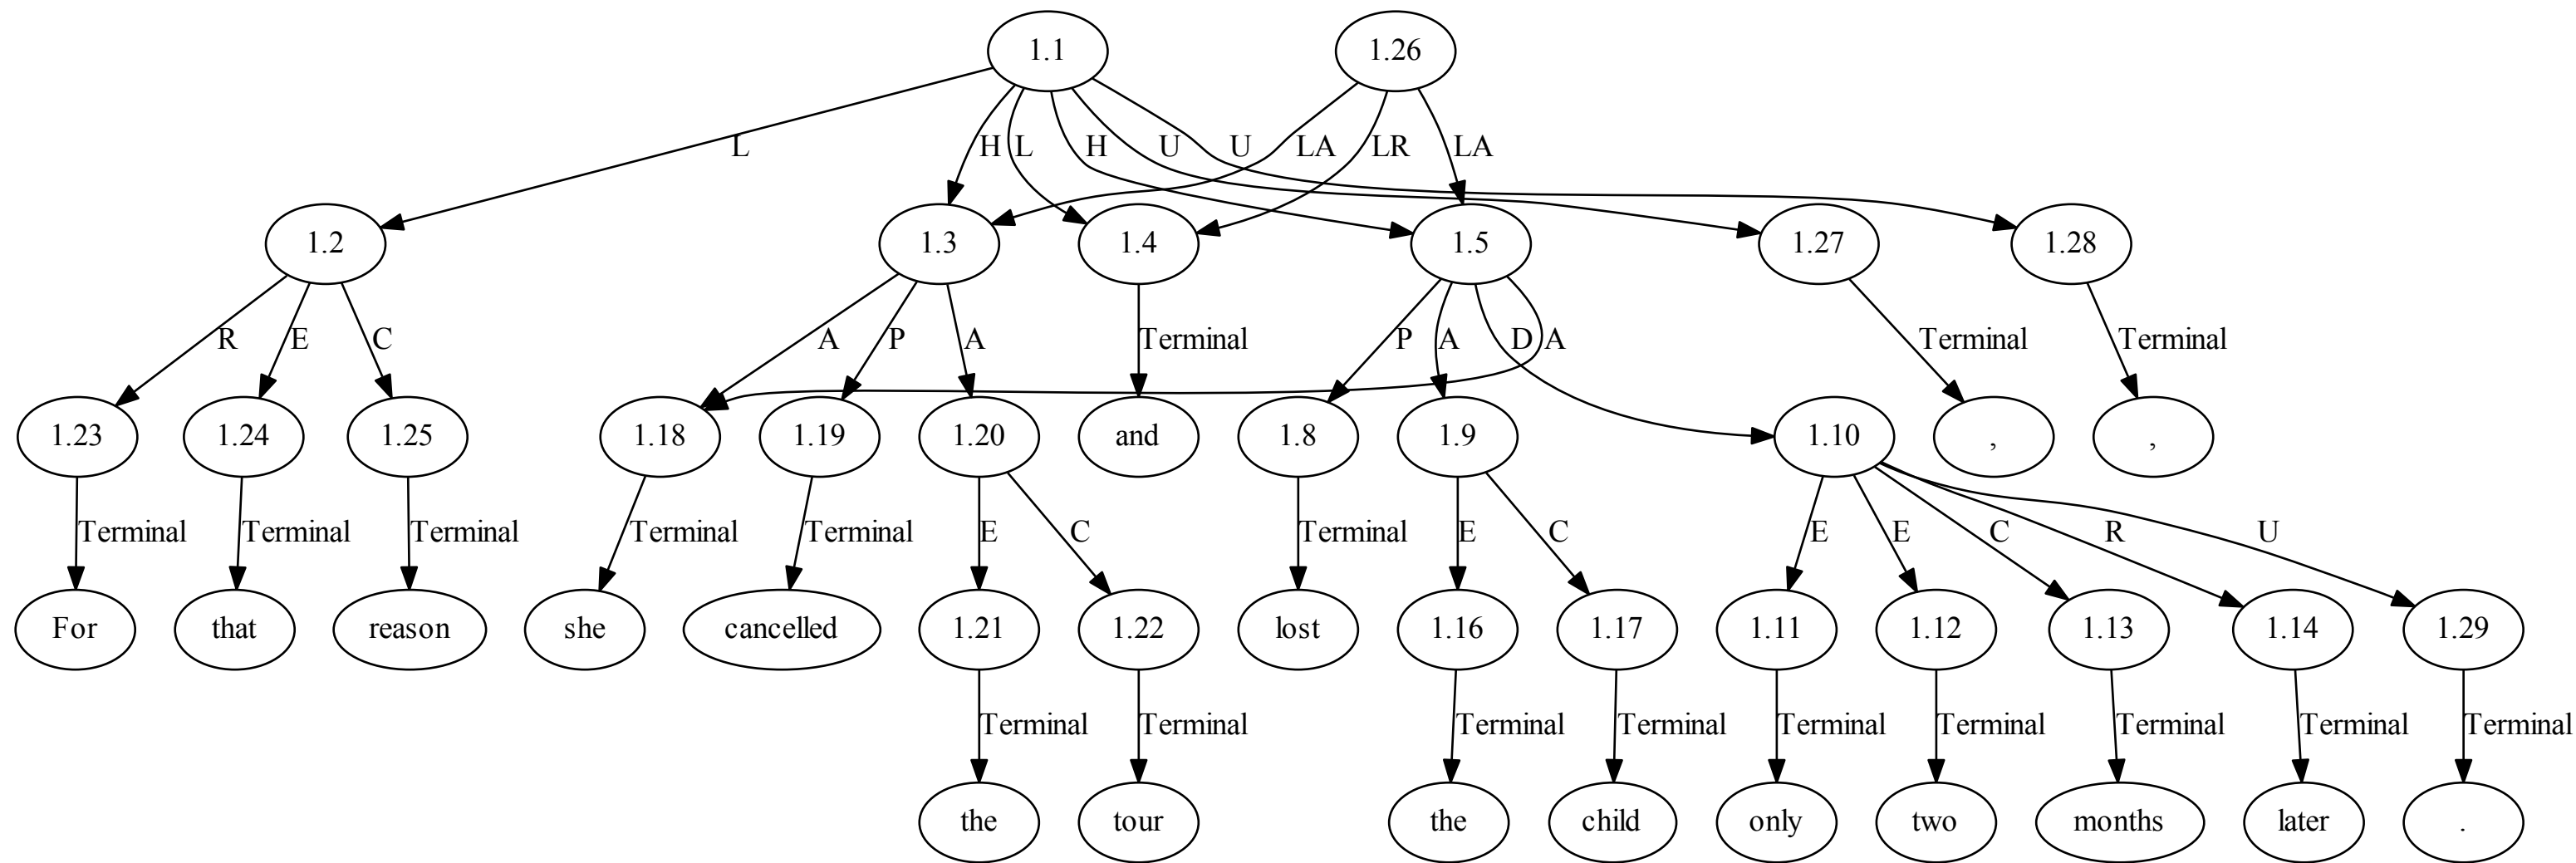 1.1 1.26
L H L H U U LA LR LA
1.2 1.3 1.4 1.5 1.27 1.28
R E C A P A Terminal P A D A Terminal Terminal
1.23 1.24 1.25 1.18 1.19 1.20 and 1.8 1.9 1.10 , ,
Terminal Terminal Terminal Terminal Terminal E C Terminal E C E E C R U
For that reason she cancelled 1.21 1.22 lost 1.16 1.17 1.11 1.12 1.13 1.14 1.29
Terminal Terminal Terminal Terminal Terminal Terminal Terminal Terminal Terminal
the tour the child only two months later .